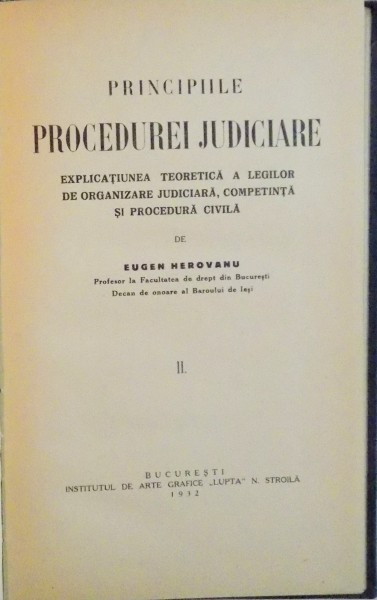 PRINCIPIILE
PROCEDUREI JUDICIARE
EXPLICAȚIUNEA TEORETICĂ A LEGILOR
DE ORGANIZARE JUDICIARĂ, COMPETINȚĂ
ȘI PROCEDURĂ CIVILĂ
DE
EUGEN HEROVANU
Profesor la Facultatea de drept din București
Decan de onoare al Baroului de Iași
II.
BUCUREȘTI
INSTITUTUL DE ARTE GRAFICE „LUPTA" N. STROILĂ
1932